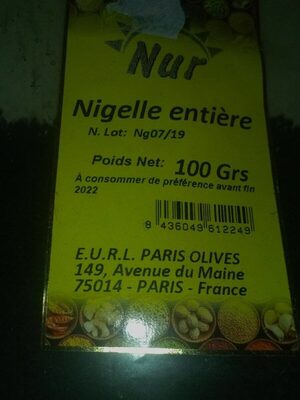 Nur
Nigelle entière
N. Lot: Ng07/19
Poids Net: 100 Grs
À consommer de préférence avant fin
2022
8 436049 612249
E.U.R.L. PARIS OLIVES
149, Avenue du Maine
75014 - PARIS - France